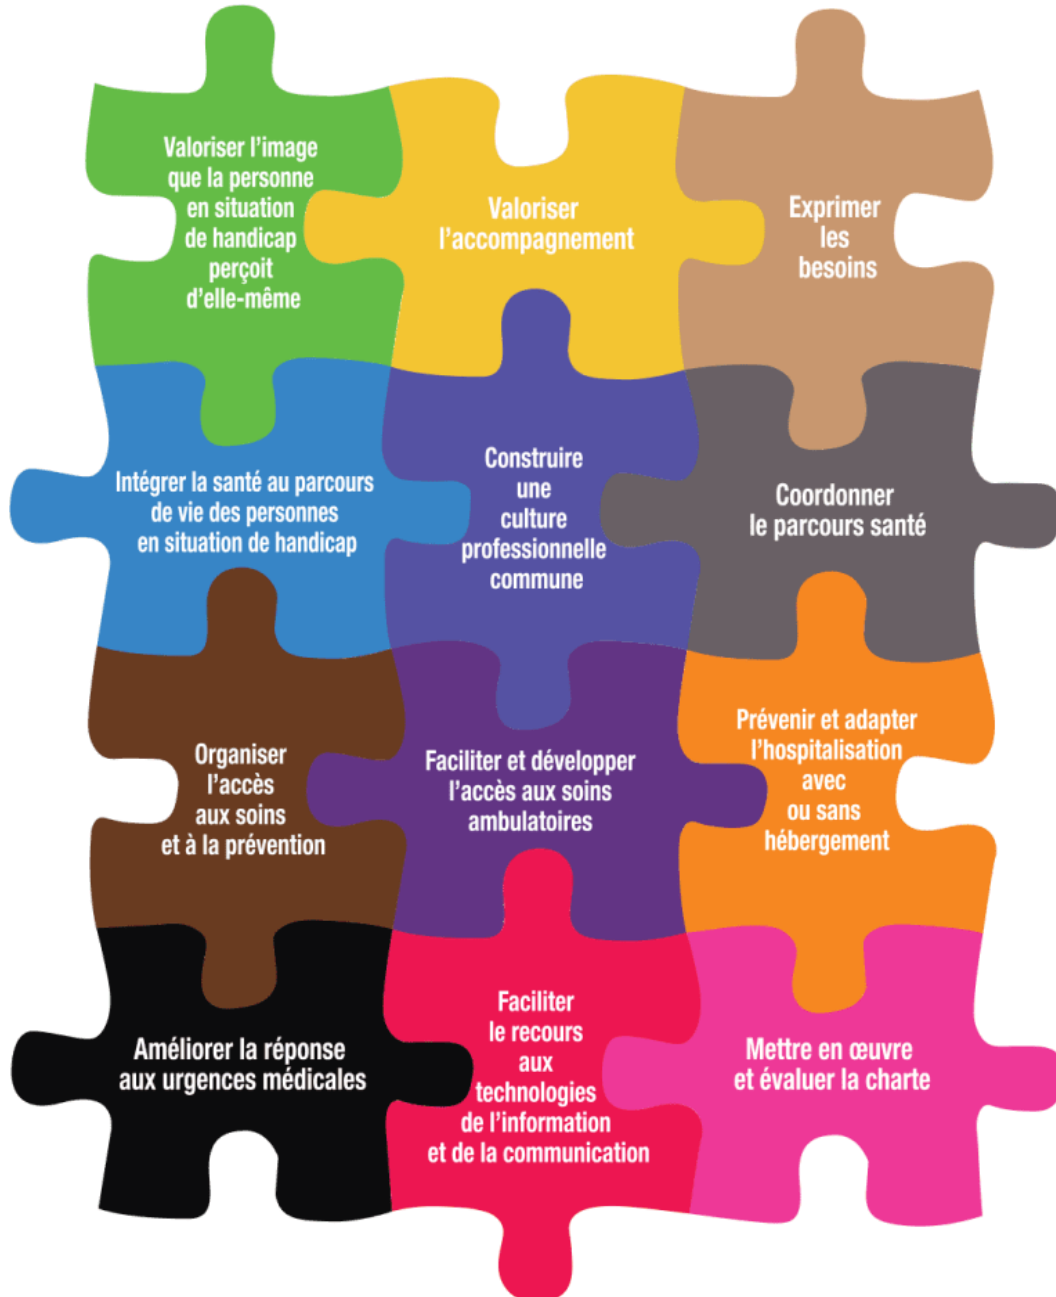 Valoriser l'image
que la personne
en situation
de handicap
perçoit
d'elle-même
Valoriser
l'accompagnement
Exprimer
les
besoins
Intégrer la santé au parcours
de vie des personnes
en situation de handicap
Construire
une
culture
professionnelle
commune
Coordonner
le parcours santé
Organiser
l'accès
aux soins
et à la prévention
Faciliter et développer
l'accès aux soins
ambulatoires
Prévenir et adapter
l'hospitalisation
avec
ou sans
hébergement
Améliorer la réponse
aux urgences médicales
Faciliter
le recours
aux
technologies
de l'information
et de la communication
Mettre en œuvre
et évaluer la charte